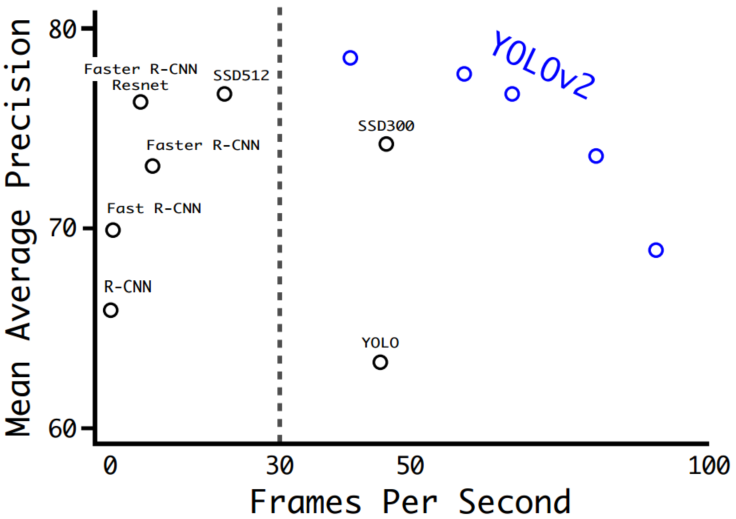 80
Faster R-CNN
Resnet
SSD512
YOLOv2
SSD300
Faster R-CNN
70
Fast R-CNN
R-CNN
YOLO
60
0 30 50 100
Frames Per Second
Mean Average Precision